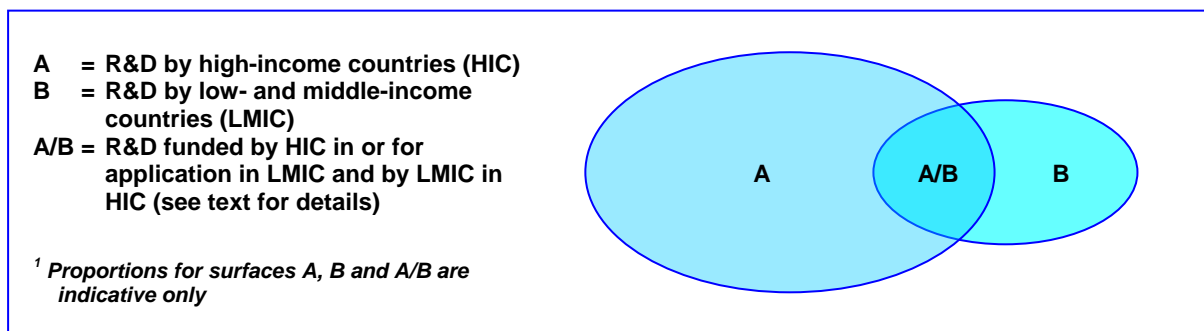 A = R&D by high-income countries (HIC)
B = R&D by low- and middle-income
countries (LMIC)
A/B = R&D funded by HIC in or for
application in LMIC and by LMIC in
HIC (see text for details)
1 Proportions for surfaces A, B and A/B are
indicative only
A A/B B